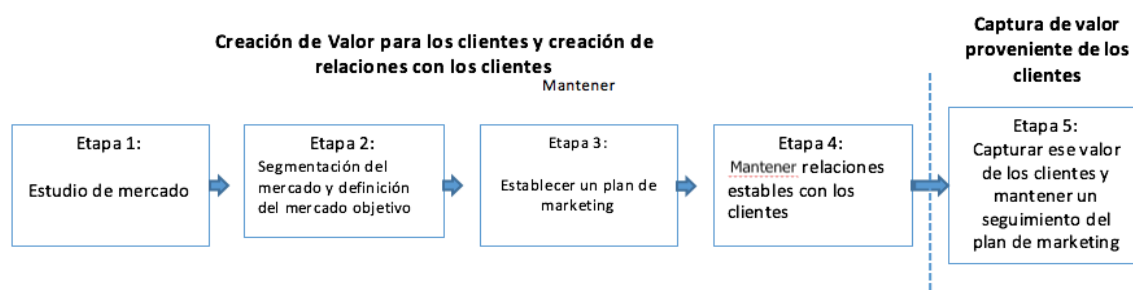 Creación de Valor para los clientes y creación de
relaciones con los clientes
Mantener
Captura de valor
proveniente de los
clientes
Etapa 1:
Estudio de mercado
Etapa 2:
Segmentación del
mercado y definición
del mercado objetivo
Etapa 3:
Establecer un plan de
marketing
Etapa 4:
Mantener relaciones
estables con los
clientes
Etapa 5:
Capturar ese valor
de los clientes y
mantener un
seguimiento del
plan de marketing